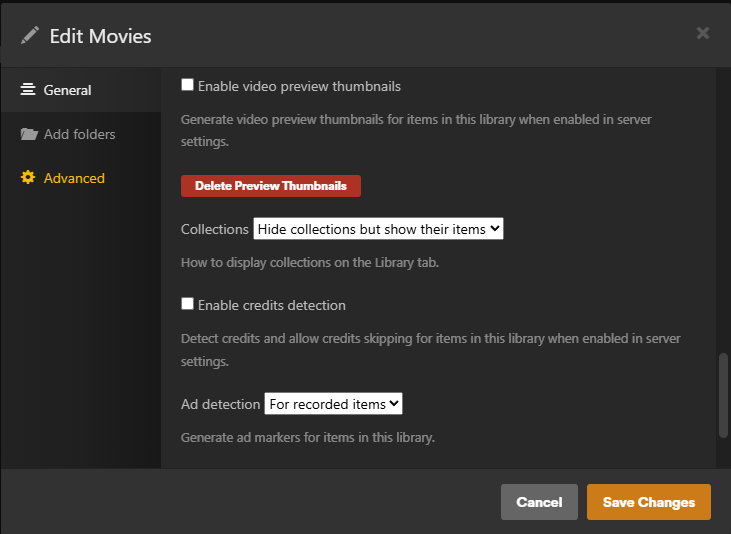 Edit Movies
General
Add folders
Advanced
Enable video preview thumbnails
Generate video preview thumbnails for items in this library when enabled in server
settings.
Delete Preview Thumbnails
Collections Hide collections but show their items
How to display collections on the Library tab.
Enable credits detection
Detect credits and allow credits skipping for items in this library when enabled in server
settings.
Ad detection For recorded items
Generate ad markers for items in this library.
Cancel Save Changes